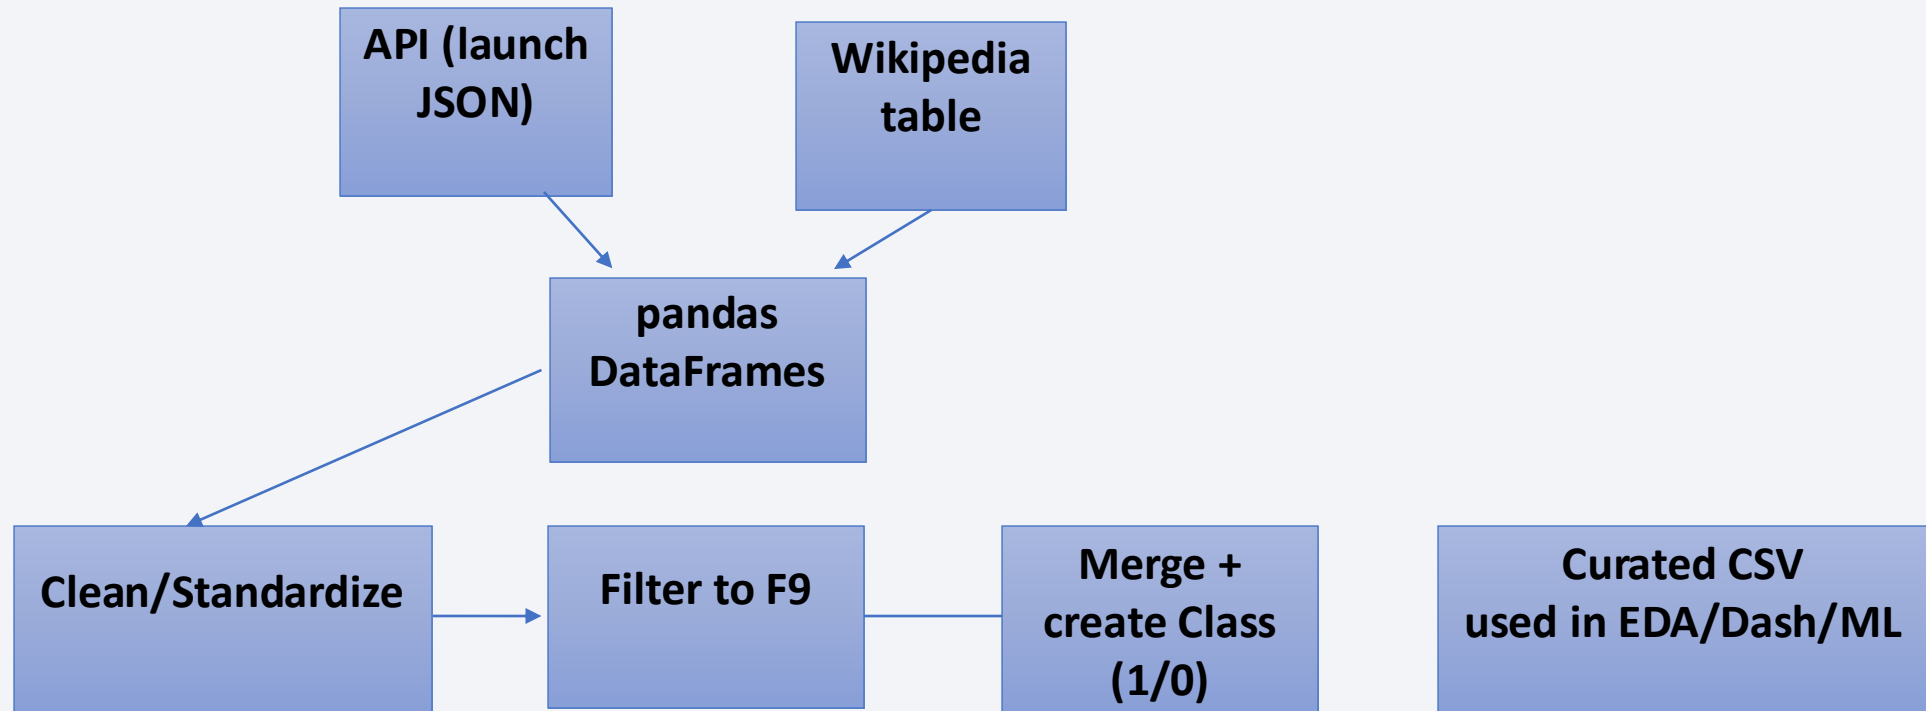 API (launch
JSON)
Wikipedia
table
pandas
DataFrames
Clean/Standardize
Filter to F9
Merge +
create Class
(1/0)
Curated CSV
used in EDA/Dash/ML